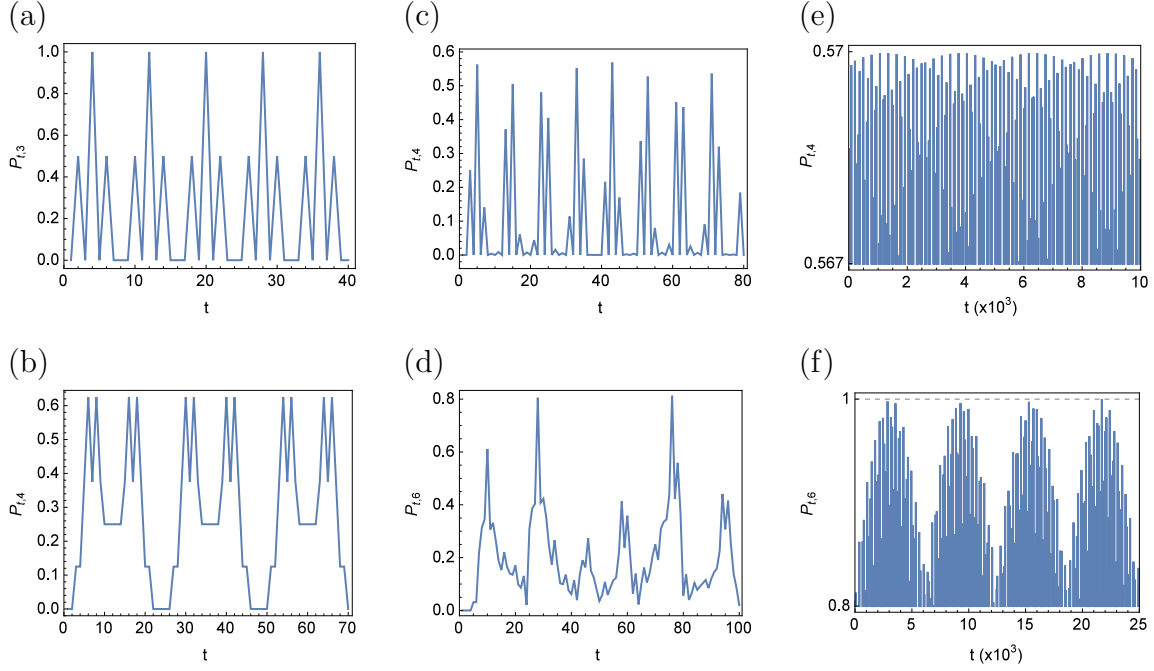 (a)
1.0
0.8
0.6
0.4
0.2
0.0
P_{t,3}
0 10 20 30 40
t
(c)
0.6
0.5
0.4
0.3
0.2
0.1
0.0
P_{t,4}
0 20 40 60 80
t
(e)
0.57
0.567
P_{t,4}
0 2 4 6 8 10
t (x10³)
(b)
0.6
0.5
0.4
0.3
0.2
0.1
0.0
P_{t,4}
0 10 20 30 40 50 60 70
t
(d)
0.8
0.6
0.4
0.2
0.0
P_{t,6}
0 20 40 60 80 100
t
(f)
1
0.8
P_{t,6}
0 5 10 15 20 25
t (x10³)